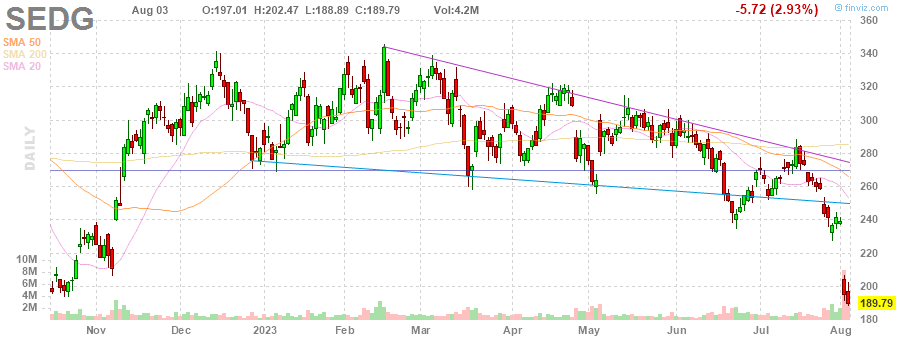 SEDG
Aug 03 O:197.01 H:202.47 L:188.89 C:189.79 Vol:4.2M -5.72 (2.93%)
© finviz.com
SMA 50
SMA 200
SMA 20
DAILY
360
340
320
300
280
260
240
220
200
189.79
180
10M
8M
6M
4M
2M
Nov Dec 2023 Feb Mar Apr May Jun Jul Aug